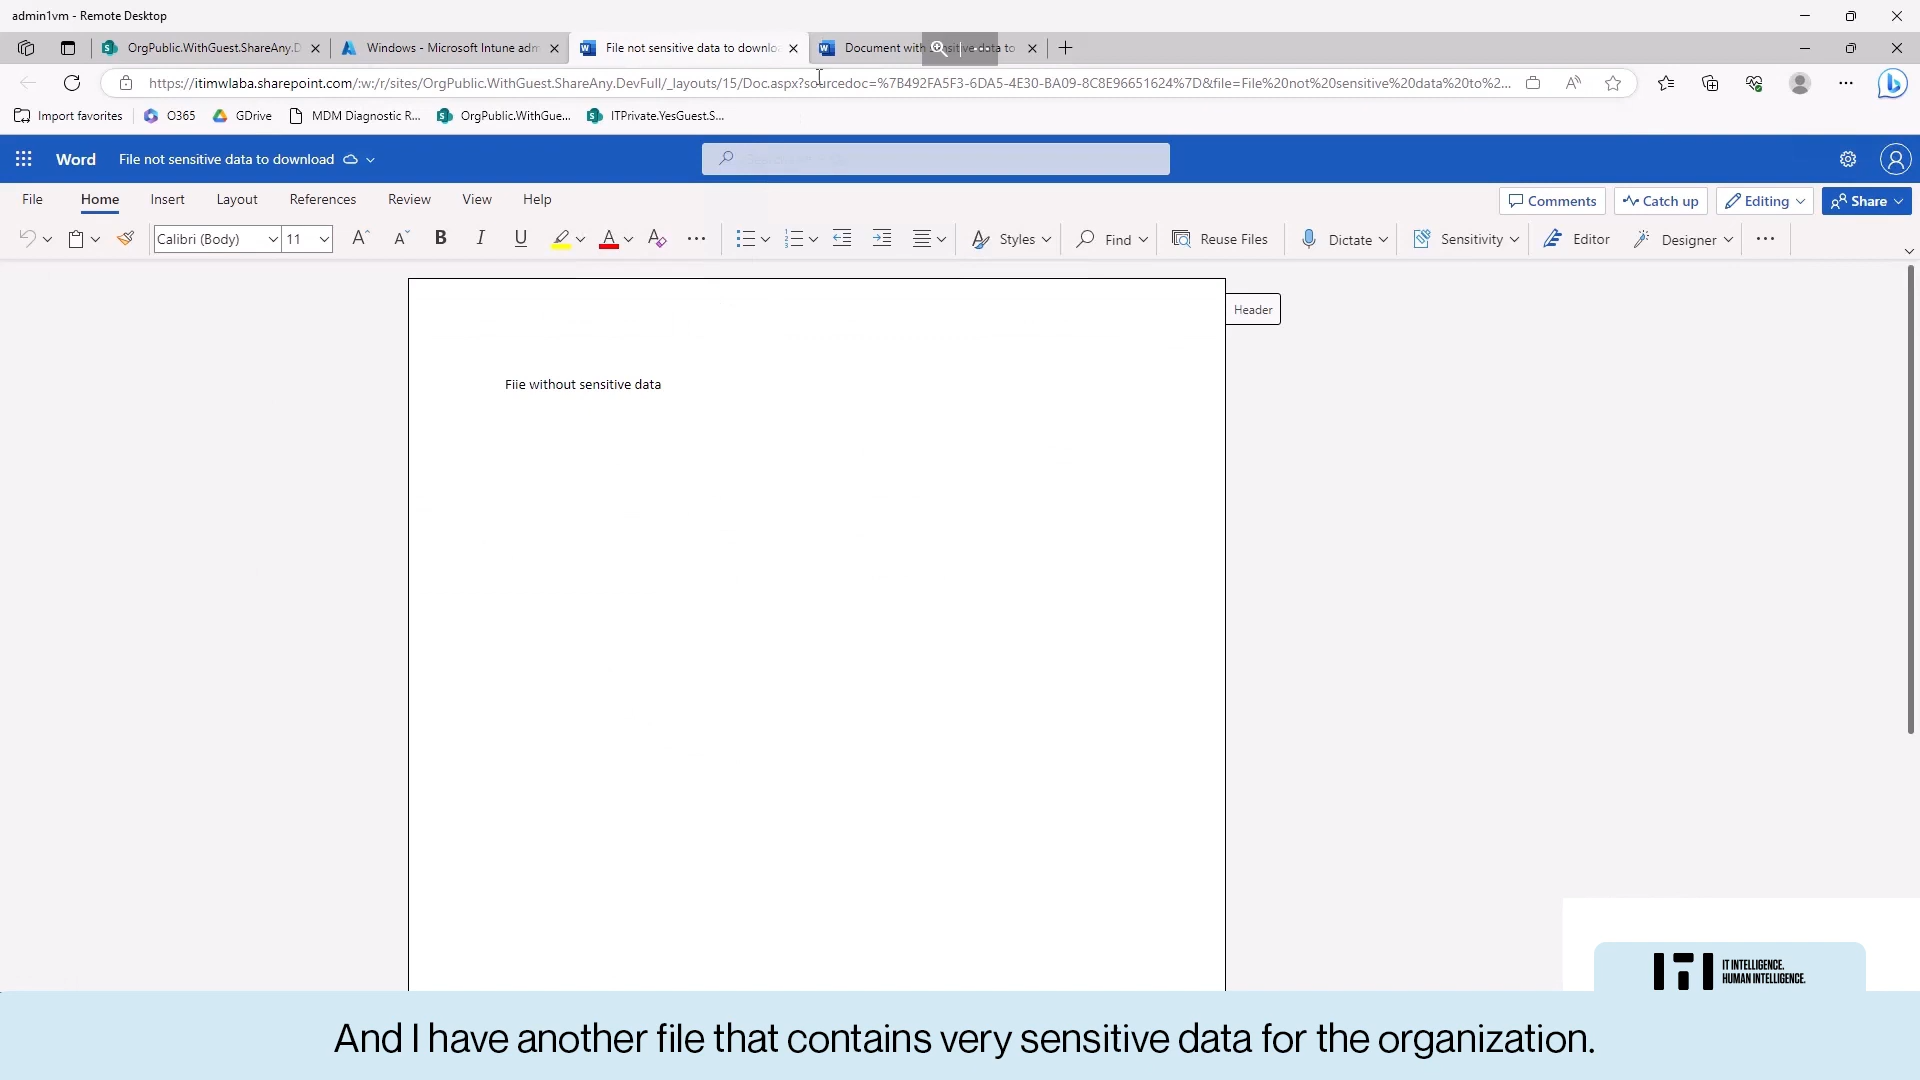 admin1vm - Remote Desktop
OrgPublic.WithGuest.ShareAny.D
Windows - Microsoft Intune adm
File not sensitive data to downlo
Document with sensitive data to
https://itimwlaba.sharepoint.com/:w:/r/sites/OrgPublic.WithGuest.ShareAny.DevFull/_layouts/15/Doc.aspx?sourcedoc=%7B492FA5F3-6DA5-4E30-BA09-8C8E96651624%7D&file=File%20not%20sensitive%20data%20to%2...
Import favorites
O365
GDrive
MDM Diagnostic R...
OrgPublic.WithGue...
ITPrivate.YesGuest.S...
Word
File not sensitive data to download
File
Home
Insert
Layout
References
Review
View
Help
Comments
Catch up
Editing
Share
Calibri (Body)
11
Styles
Find
Reuse Files
Dictate
Sensitivity
Editor
Designer
Header
Fiie without sensitive data
ITI
IT INTELLIGENCE.
HUMAN INTELLIGENCE.
And I have another file that contains very sensitive data for the organization.